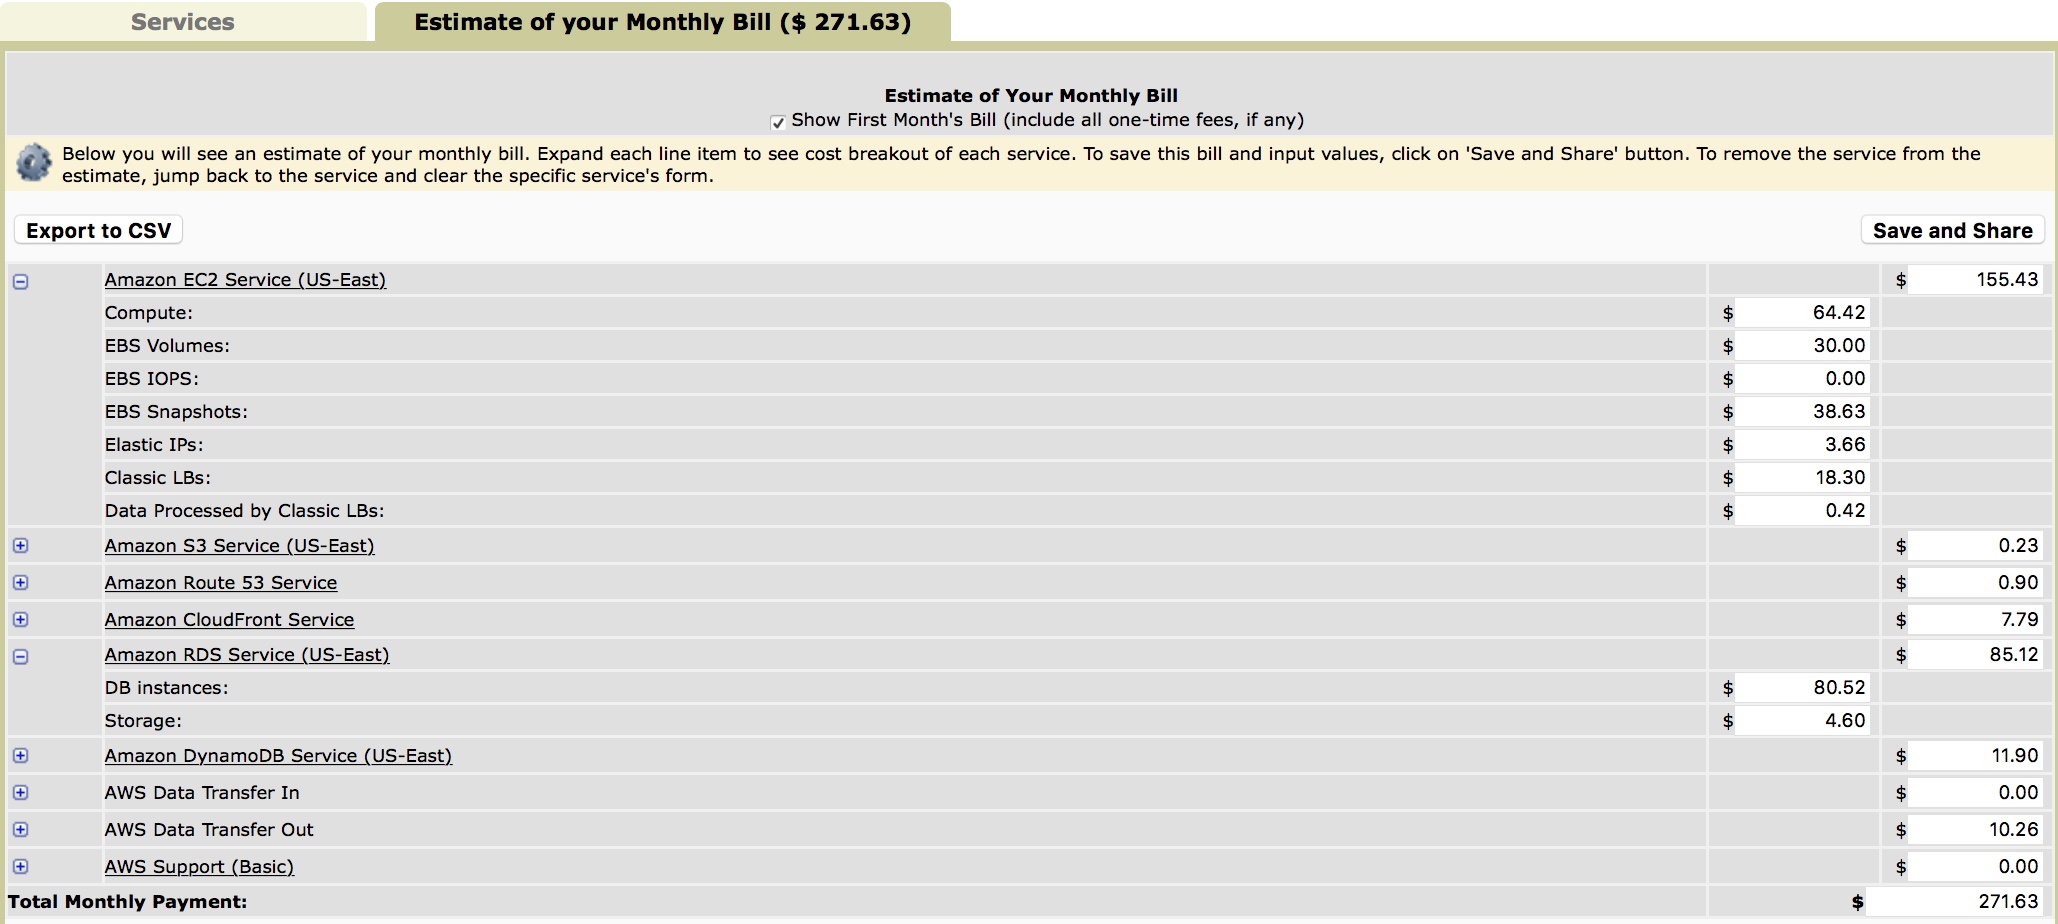 Services
Estimate of your Monthly Bill ($ 271.63)
Estimate of Your Monthly Bill
Show First Month's Bill (include all one-time fees, if any)
Below you will see an estimate of your monthly bill. Expand each line item to see cost breakout of each service. To save this bill and input values, click on 'Save and Share' button. To remove the service from the
estimate, jump back to the service and clear the specific service's form.
Export to CSV
Save and Share
Amazon EC2 Service (US-East) $ 155.43
Compute: $ 64.42
EBS Volumes: $ 30.00
EBS IOPS: $ 0.00
EBS Snapshots: $ 38.63
Elastic IPs: $ 3.66
Classic LBs: $ 18.30
Data Processed by Classic LBs: $ 0.42
Amazon S3 Service (US-East) $ 0.23
Amazon Route 53 Service $ 0.90
Amazon CloudFront Service $ 7.79
Amazon RDS Service (US-East) $ 85.12
DB instances: $ 80.52
Storage: $ 4.60
Amazon DynamoDB Service (US-East) $ 11.90
AWS Data Transfer In $ 0.00
AWS Data Transfer Out $ 10.26
AWS Support (Basic) $ 0.00
Total Monthly Payment: $ 271.63